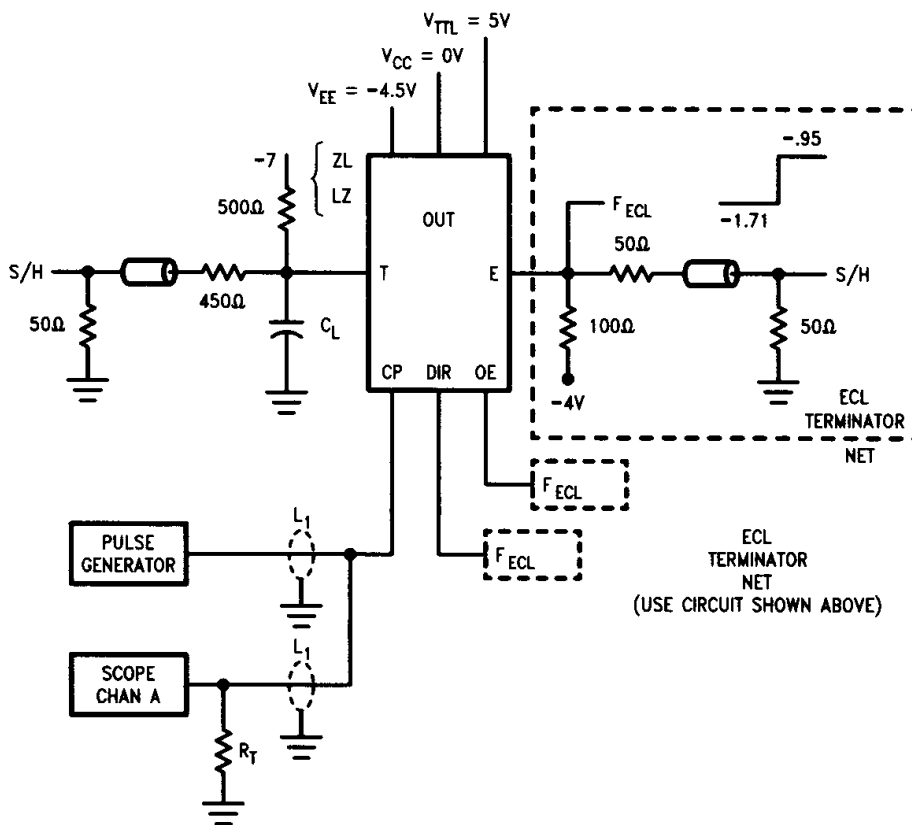 V_TTL = 5V
V_CC = 0V
V_EE = -4.5V
-7
ZL
LZ
500Ω
OUT
T
E
CP DIR OE
S/H
50Ω
450Ω
C_L
F_ECL
-.95
-1.71
50Ω
S/H
100Ω
50Ω
-4V
ECL
TERMINATOR
NET
F_ECL
F_ECL
ECL
TERMINATOR
NET
(USE CIRCUIT SHOWN ABOVE)
PULSE
GENERATOR
L_1
SCOPE
CHAN A
L_1
R_T